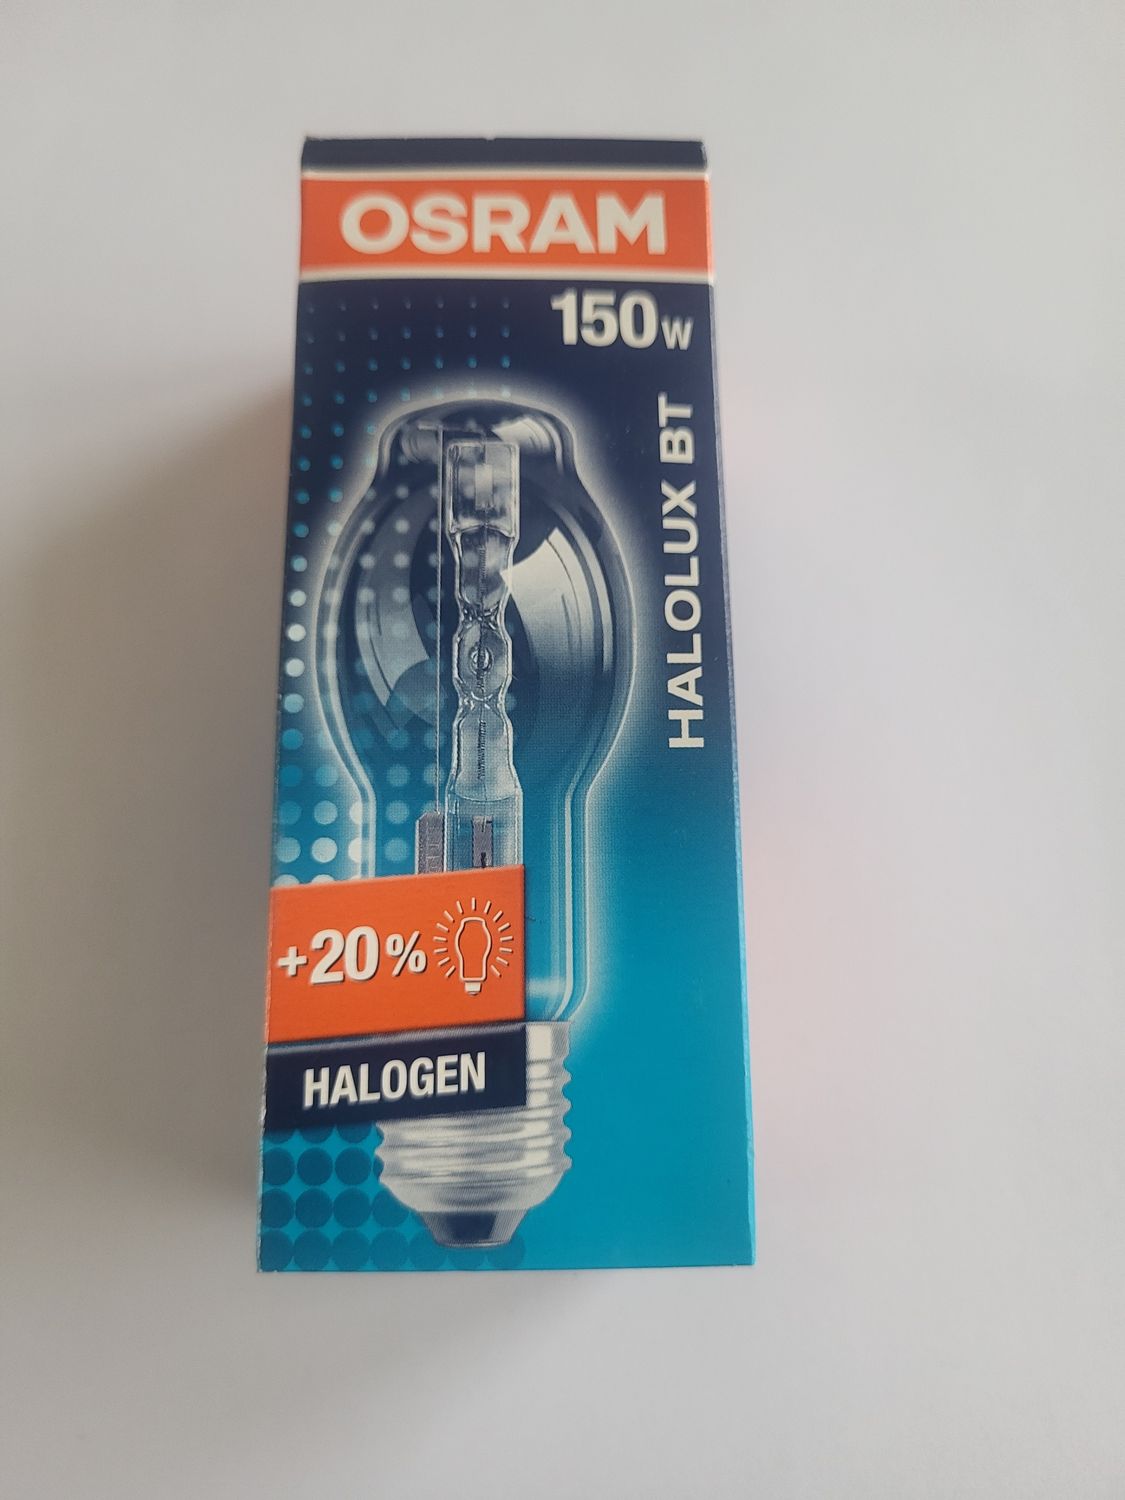 OSRAM
150W
HALOLUX BT
+20%
HALOGEN